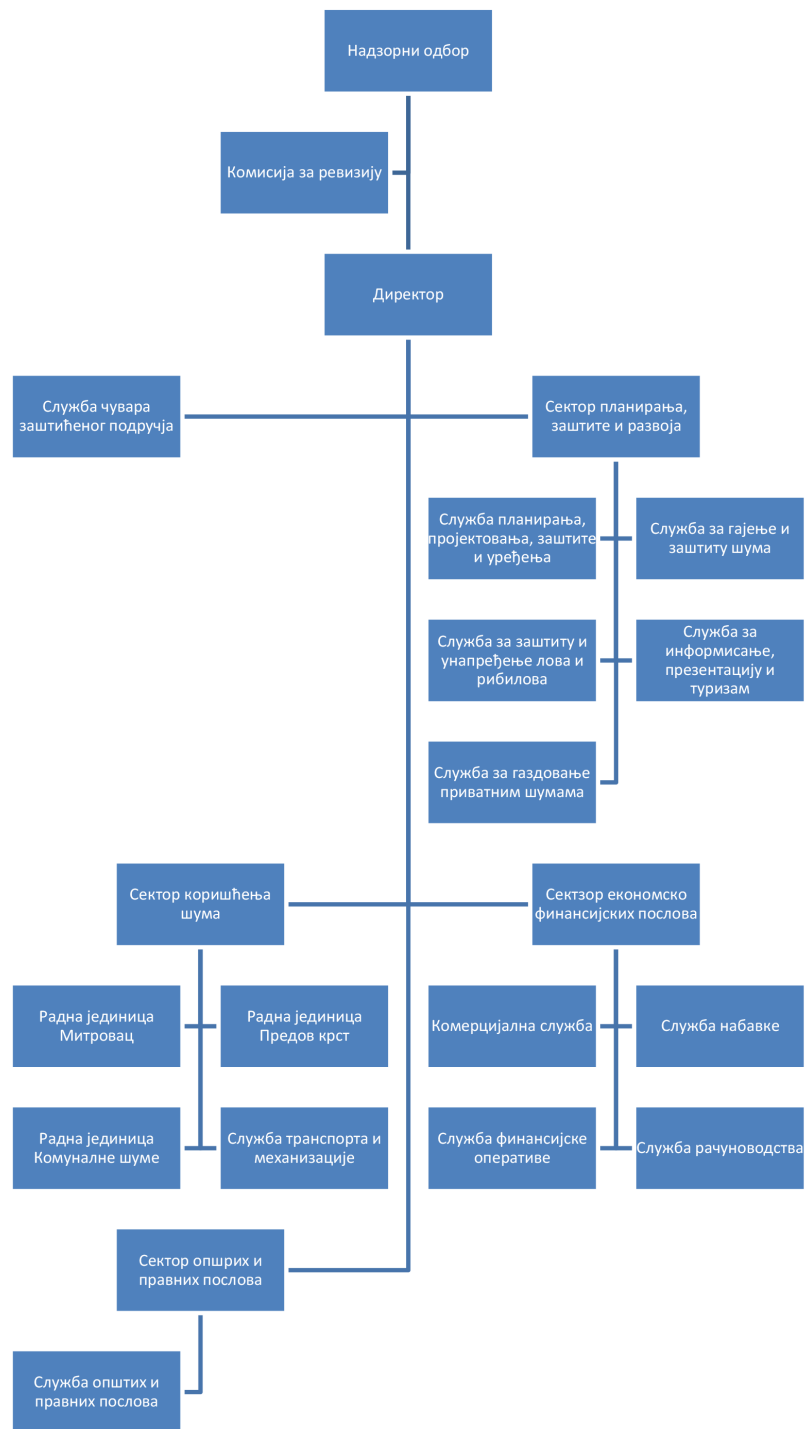 Надзорни одбор
Комисија за ревизију
Директор
Служба чувара
заштићеног подручја
Сектор планирања,
заштите и развоја
Служба планирања,
пројектовања, заштите
и уређења
Служба за гајење и
заштиту шума
Служба за заштиту и
унапређење лова и
рибилова
Служба за
информисање,
презентацију и
туризам
Служба за газдовање
приватним шумама
Сектор коришћења
шума
Сектзор економско
финансијских послова
Радна јединица
Митровац
Радна јединица
Предов крст
Комерцијална служба
Служба набавке
Радна јединица
Комуналне шуме
Служба транспорта и
механизације
Служба финансијске
оперативе
Служба рачуноводства
Сектор опшрих и
правних послова
Служба општих и
правних послова